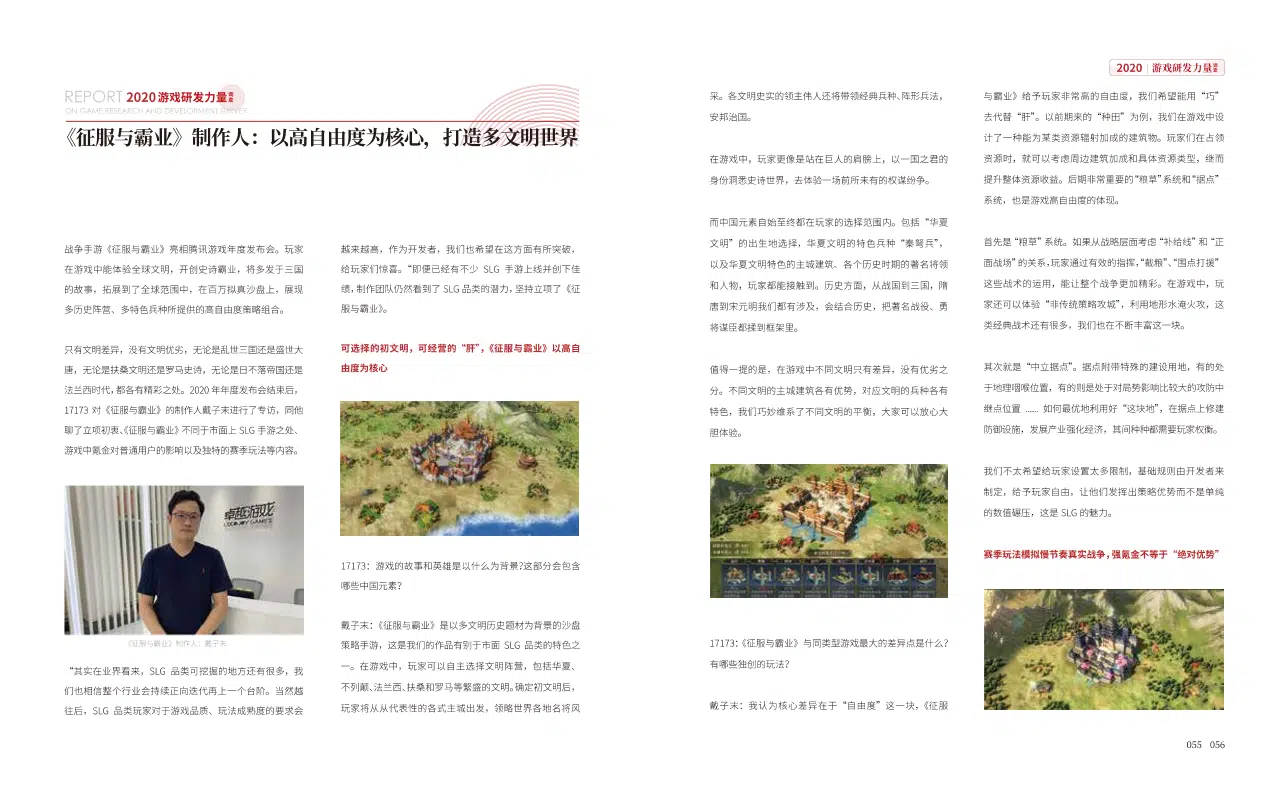 REPORT 2020游戏研发力量
ON GAME RESEARCH AND DEVELOPMENT SURVEY
《征服与霸业》制作人：以高自由度为核心，打造多文明世界
战争手游《征服与霸业》亮相腾讯游戏年度发布会。玩家
在游戏中能体验全球文明，开创史诗霸业，将多发于三国
的故事，拓展到了全球范围中，在百万拟真沙盘上，展现
多历史阵营、多特色兵种所提供的高自由度策略组合。
只有文明差异，没有文明优劣，无论是乱世三国还是盛世大
唐，无论是扶桑文明还是罗马史诗，无论是日不落帝国还是
法兰西时代，都各有精彩之处。2020 年年度发布会结束后，
17173 对《征服与霸业》的制作人戴子末进行了专访，同他
聊了立项初衷、《征服与霸业》不同于市面上 SLG 手游之处、
游戏中氪金对普通用户的影响以及独特的赛季玩法等内容。
卓越游戏
LOCOJOY GAMES
《征服与霸业》制作人：戴子末
“其实在业界看来，SLG 品类可挖掘的地方还有很多，我
们也相信整个行业会持续正向迭代再上一个台阶。当然越
往后，SLG 品类玩家对于游戏品质、玩法成熟度的要求会
越来越高，作为开发者，我们也希望在这方面有所突破，
给玩家们惊喜。“即便已经有不少 SLG 手游上线并创下佳
绩，制作团队仍然看到了 SLG 品类的潜力，坚持立项了《征
服与霸业》。
可选择的初文明，可经营的“肝”，《征服与霸业》以高自
由度为核心
17173：游戏的故事和英雄是以什么为背景?这部分会包含
哪些中国元素？
戴子末：《征服与霸业》是以多文明历史题材为背景的沙盘
策略手游，这是我们的作品有别于市面 SLG 品类的特色之
一。在游戏中，玩家可以自主选择文明阵营，包括华夏、
不列颠、法兰西、扶桑和罗马等繁盛的文明。确定初文明后，
玩家将从从代表性的各式主城出发，领略世界各地名将风
2020 游戏研发力量
采。各文明史实的领主伟人还将带领经典兵种、阵形兵法，
安邦治国。
在游戏中，玩家更像是站在巨人的肩膀上，以一国之君的
身份洞悉史诗世界，去体验一场前所未有的权谋纷争。
而中国元素自始至终都在玩家的选择范围内。包括“华夏
文明”的出生地选择，华夏文明的特色兵种“秦弩兵”，
以及华夏文明特色的主城建筑、各个历史时期的著名将领
和人物，玩家都能接触到。历史方面，从战国到三国，隋
唐到宋元明我们都有涉及，会结合历史，把著名战役、勇
将谋臣都揉到框架里。
值得一提的是，在游戏中不同文明只有差异，没有优劣之
分。不同文明的主城建筑各有优势，对应文明的兵种各有
特色，我们巧妙维系了不同文明的平衡，大家可以放心大
胆体验。
17173：《征服与霸业》与同类型游戏最大的差异点是什么？
有哪些独创的玩法？
戴子末：我认为核心差异在于“自由度”这一块，《征服
与霸业》给予玩家非常高的自由度，我们希望能用“巧”
去代替“肝”。以前期来的“种田”为例，我们在游戏中设
计了一种能为某类资源辐射加成的建筑物。玩家们在占领
资源时，就可以考虑周边建筑加成和具体资源类型，继而
提升整体资源收益。后期非常重要的“粮草”系统和“据点”
系统，也是游戏高自由度的体现。
首先是“粮草”系统。如果从战略层面考虑“补给线”和“正
面战场”的关系，玩家通过有效的指挥，“截粮”、“围点打援”
这些战术的运用，能让整个战争更加精彩。在游戏中，玩
家还可以体验“非传统策略攻城”，利用地形水淹火攻，这
类经典战术还有很多，我们也在不断丰富这一块。
其次就是“中立据点”。据点附带特殊的建设用地，有的处
于地理咽喉位置，有的则是处于对局势影响比较大的攻防中
继点位置 ...... 如何最优地利用好“这块地”，在据点上修建
防御设施，发展产业强化经济，其间种种都需要玩家权衡。
我们不太希望给玩家设置太多限制，基础规则由开发者来
制定，给予玩家自由，让他们发挥出策略优势而不是单纯
的数值碾压，这是 SLG 的魅力。
赛季玩法模拟慢节奏真实战争，强氪金不等于“绝对优势”
055 056